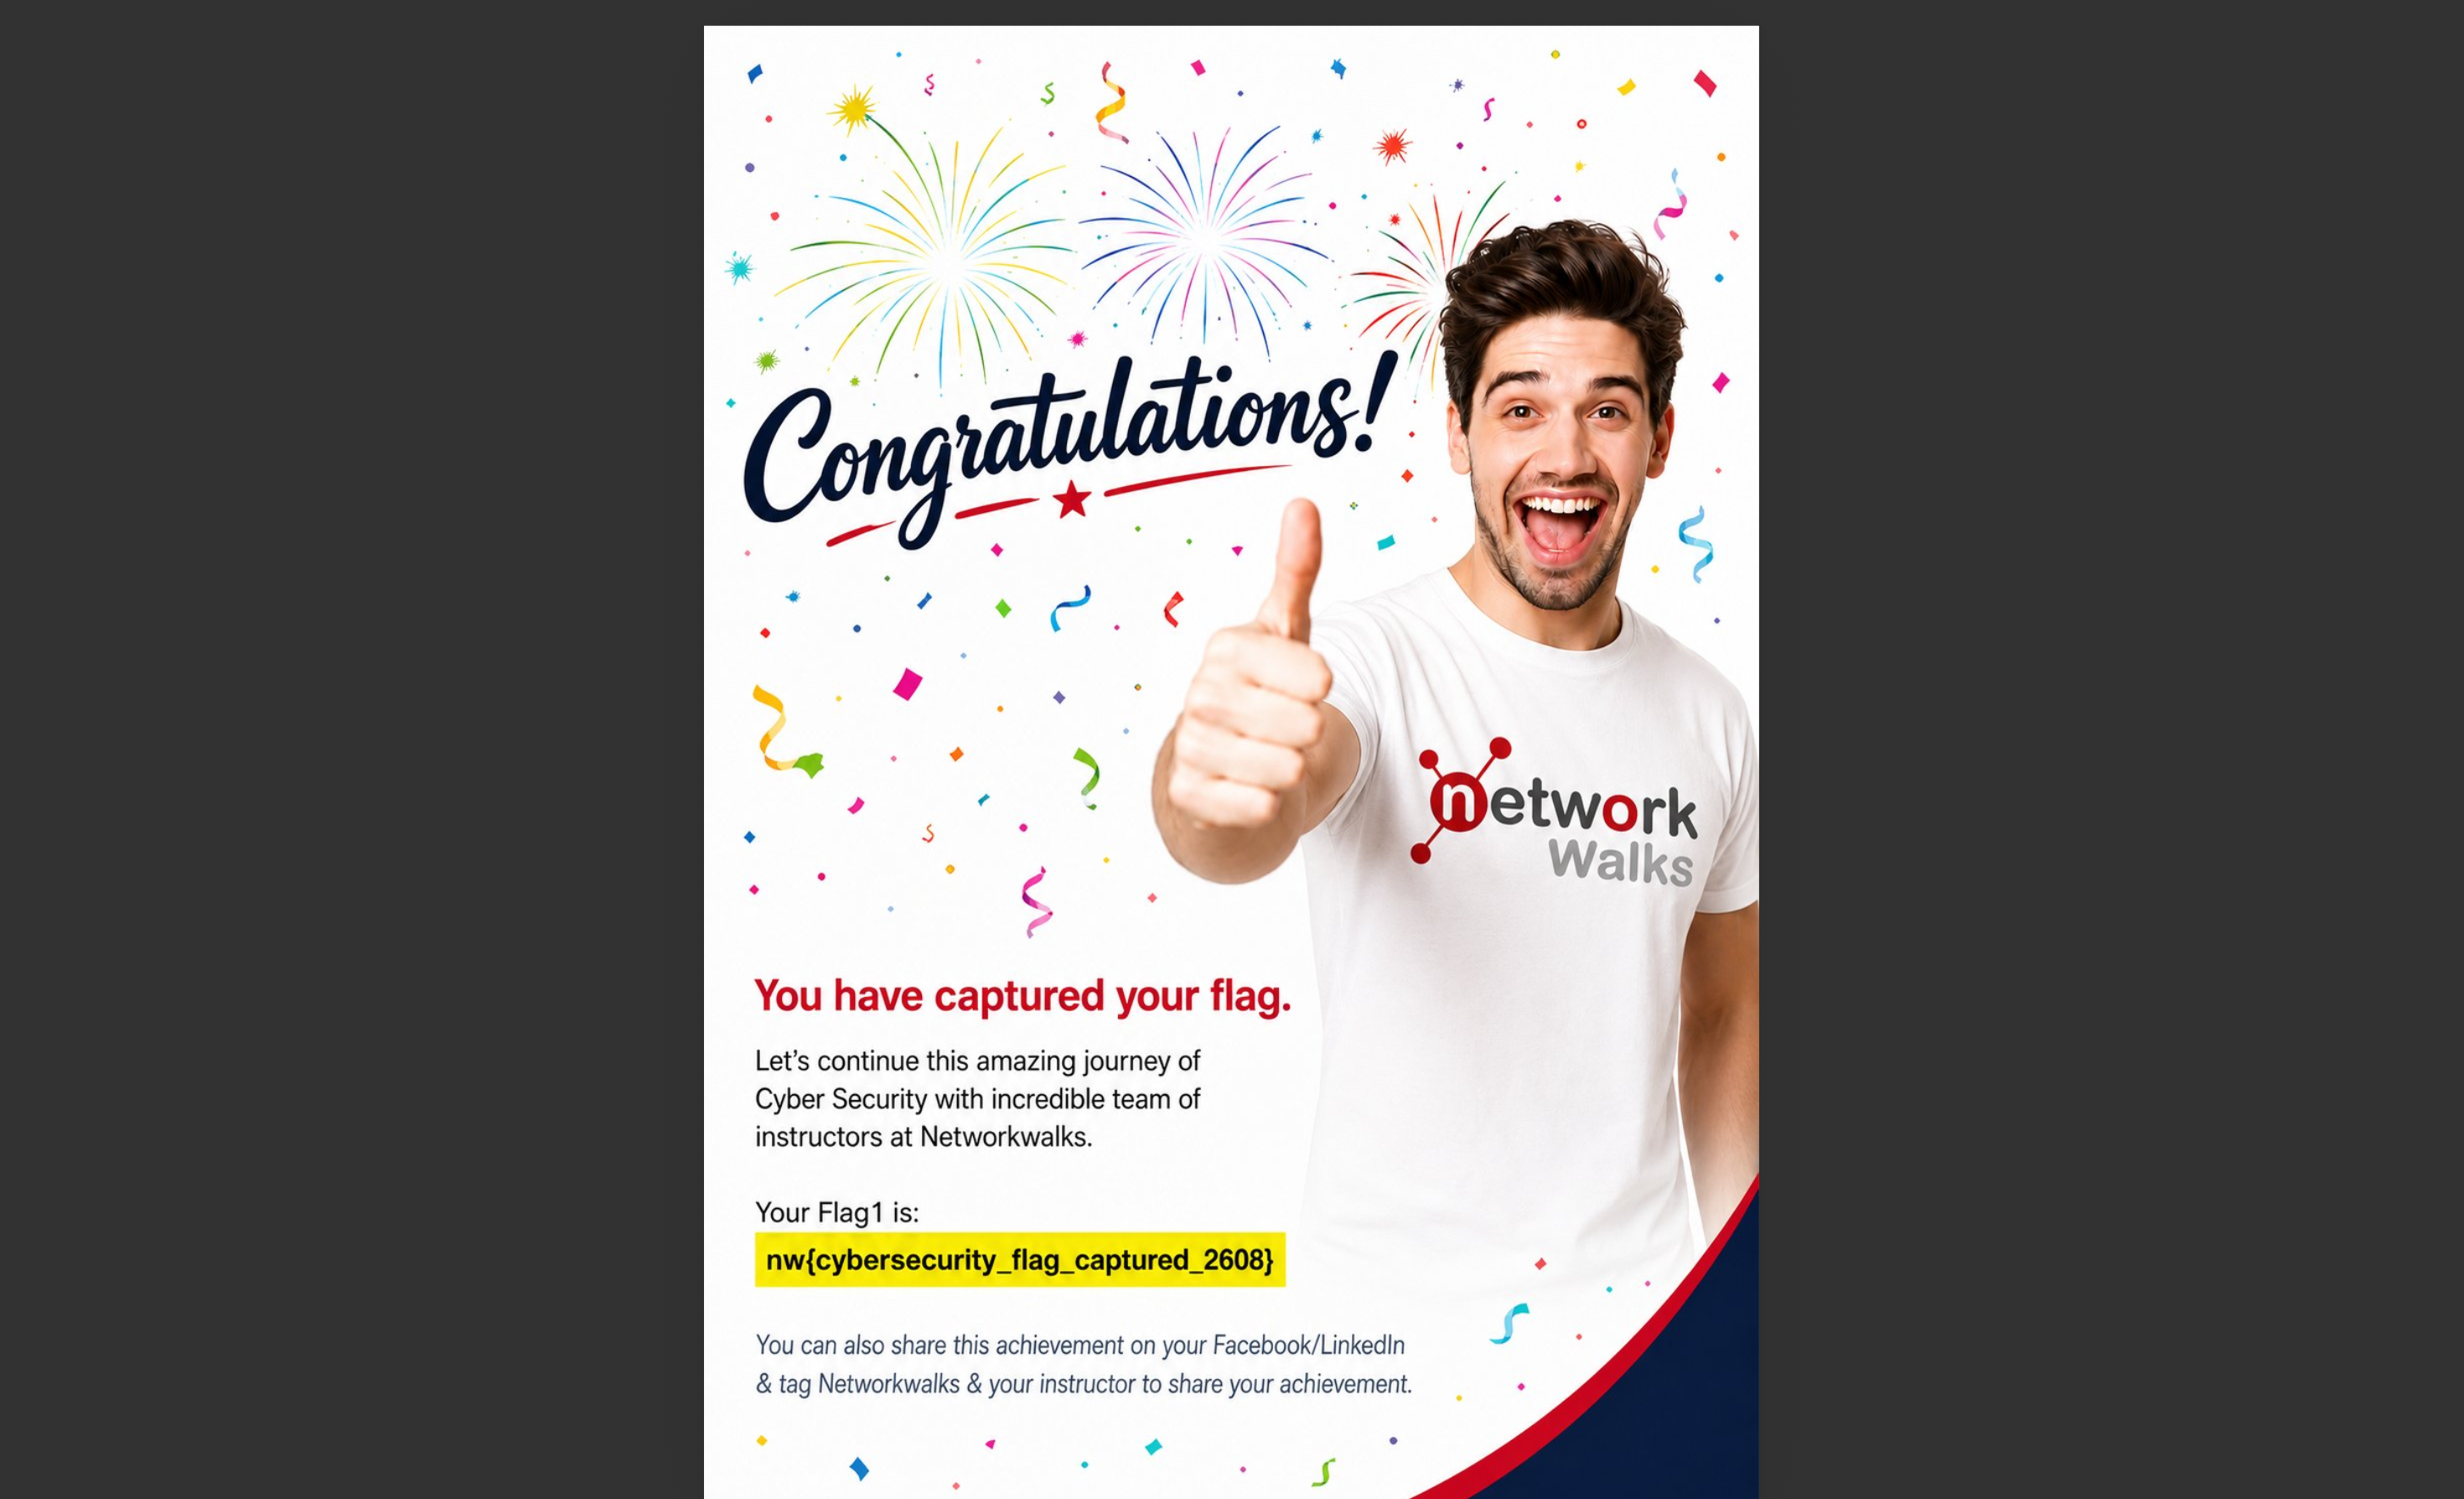 Congratulations!
network
Walks
You have captured your flag.
Let's continue this amazing journey of
Cyber Security with incredible team of
instructors at Networkwalks.
Your Flag1 is:
nw{cybersecurity_flag_captured_2608}
You can also share this achievement on your Facebook/LinkedIn
& tag Networkwalks & your instructor to share your achievement.